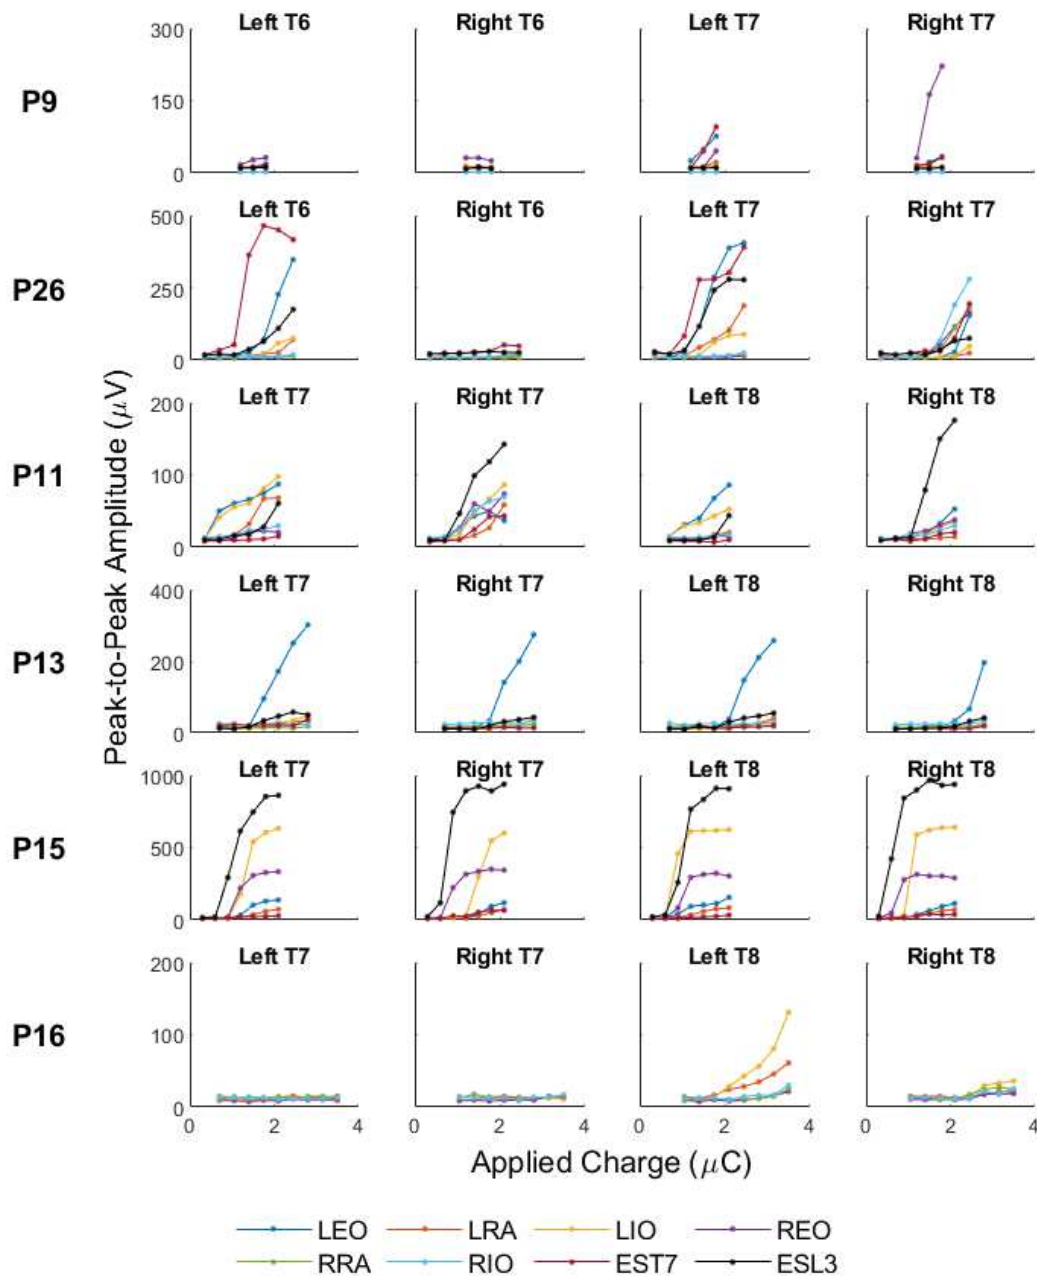 Left T6 Right T6 Left T7 Right T7
300
150
0
P9
Left T6 Right T6 Left T7 Right T7
500
250
0
P26
Left T7 Right T7 Left T8 Right T8
200
100
0
P11
Peak-to-Peak Amplitude (μV)
Left T7 Right T7 Left T8 Right T8
400
200
0
P13
Left T7 Right T7 Left T8 Right T8
1000
500
0
P15
Left T7 Right T7 Left T8 Right T8
200
100
0
P16
0 2 4 0 2 4 0 2 4 0 2 4
Applied Charge (μC)
LEO LRA LIO REO
RRA RIO EST7 ESL3